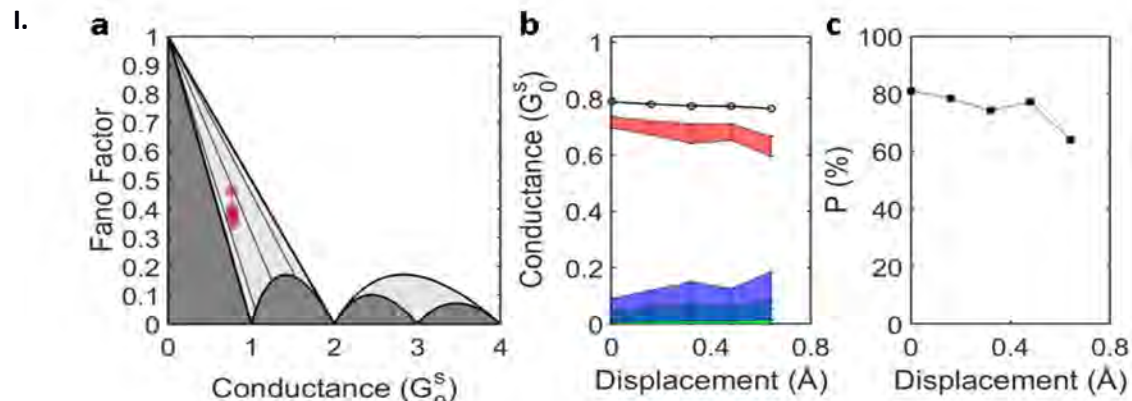 I.
a
b
c
1
0.9
0.8
0.7
0.6
0.5
0.4
0.3
0.2
0.1
0
Fano Factor
0 1 2 3 4
Conductance (G₀ˢ)
1
0.8
0.6
0.4
0.2
0
Conductance (G₀ˢ)
0 0.4 0.8
Displacement (Å)
100
80
60
40
20
0
P (%)
0 0.4 0.8
Displacement (Å)